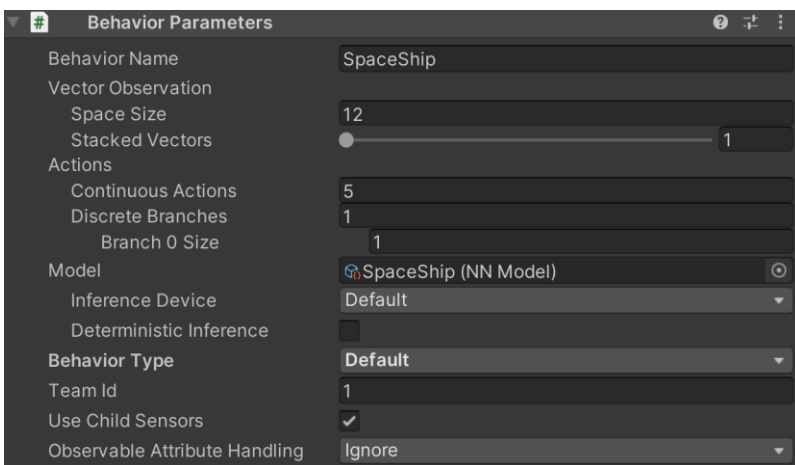 # Behavior Parameters
Behavior Name SpaceShip
Vector Observation
Space Size 12
Stacked Vectors 1
Actions
Continuous Actions 5
Discrete Branches 1
Branch 0 Size 1
Model SpaceShip (NN Model)
Inference Device Default
Deterministic Inference
Behavior Type Default
Team Id 1
Use Child Sensors
Observable Attribute Handling Ignore